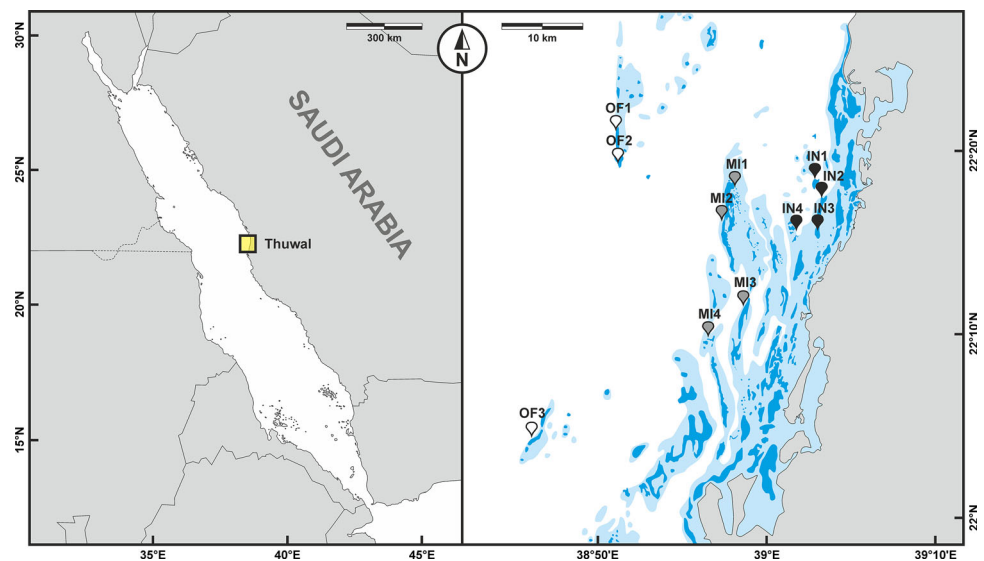 300 km
N
10 km
30°N
25°N
20°N
15°N
35°E
40°E
45°E
SAUDI ARABIA
Thuwal
OF1
OF2
MI1
MI2
IN1
IN2
IN4
IN3
MI3
MI4
OF3
22°20'N
22°10'N
22°N
38°50'E
39°E
39°10'E